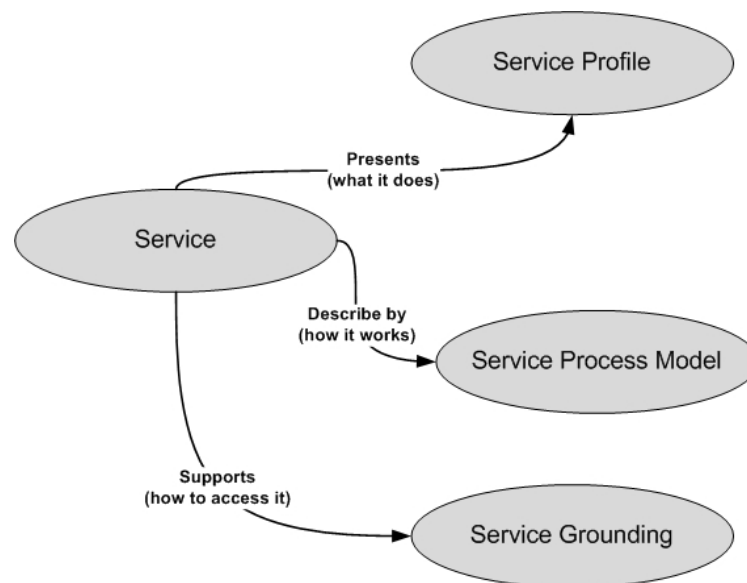 Service Profile
Presents
(what it does)
Service
Describe by
(how it works)
Service Process Model
Supports
(how to access it)
Service Grounding